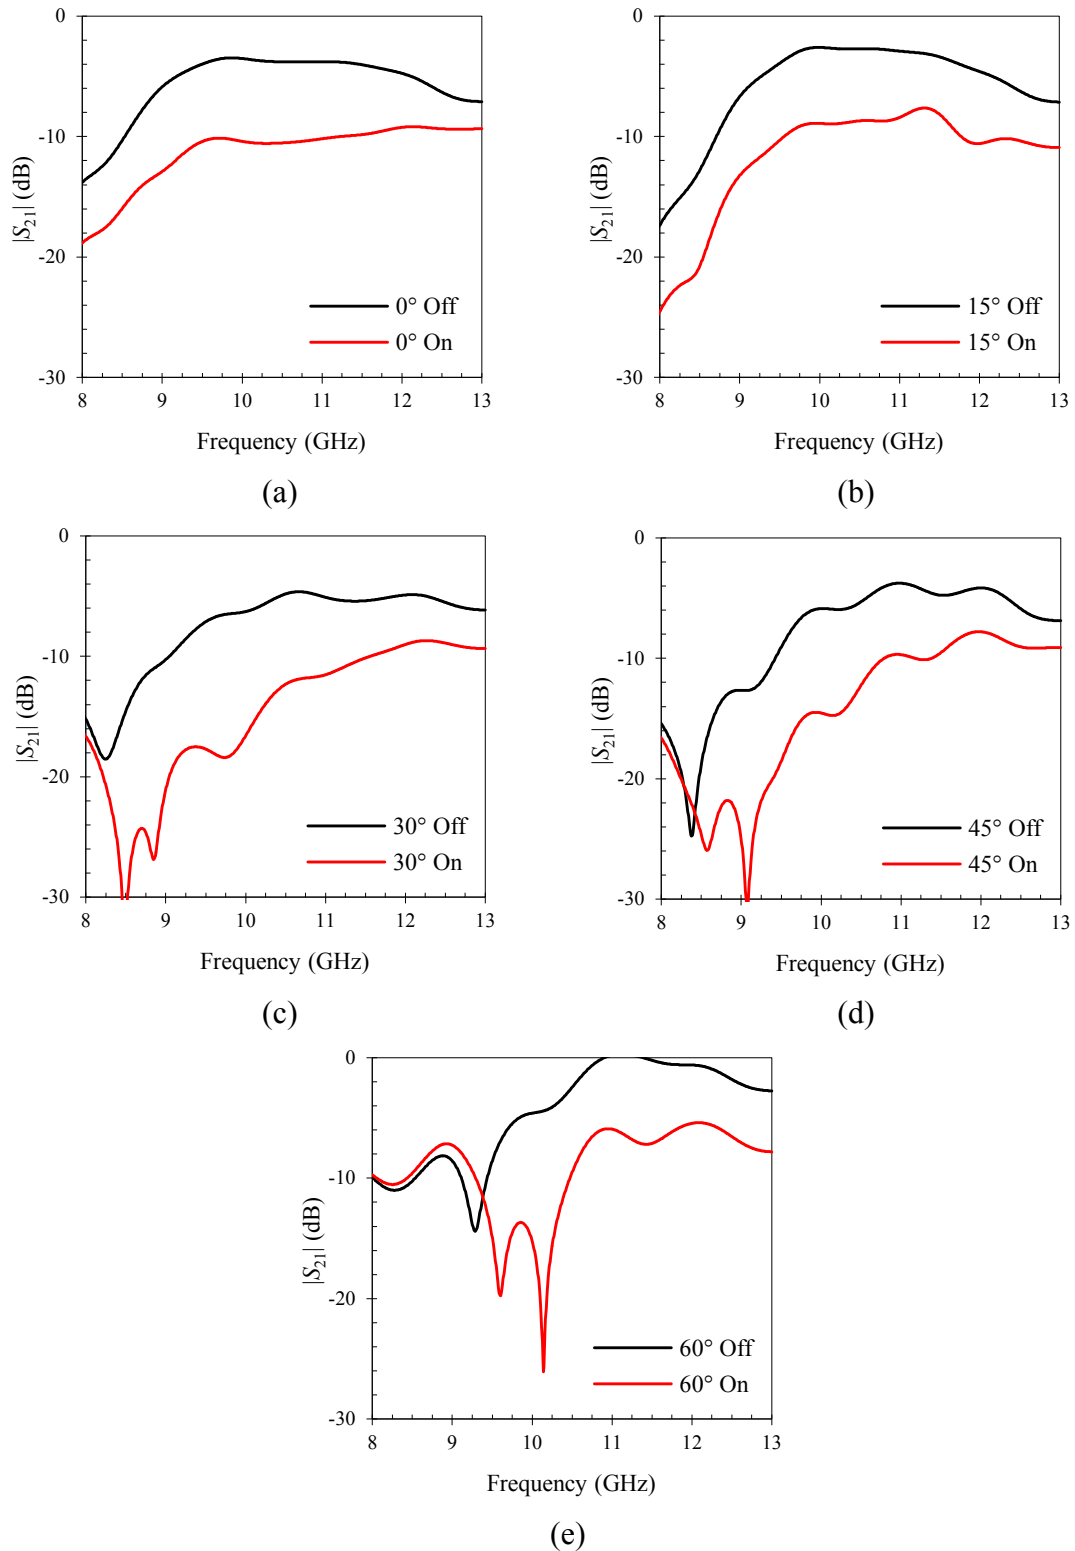 0
-10
-20
-30
|S21| (dB)
0° Off
0° On
8 9 10 11 12 13
Frequency (GHz)
(a)
0
-10
-20
-30
|S21| (dB)
15° Off
15° On
8 9 10 11 12 13
Frequency (GHz)
(b)
0
-10
-20
-30
|S21| (dB)
30° Off
30° On
8 9 10 11 12 13
Frequency (GHz)
(c)
0
-10
-20
-30
|S21| (dB)
45° Off
45° On
8 9 10 11 12 13
Frequency (GHz)
(d)
0
-10
-20
-30
|S21| (dB)
60° Off
60° On
8 9 10 11 12 13
Frequency (GHz)
(e)